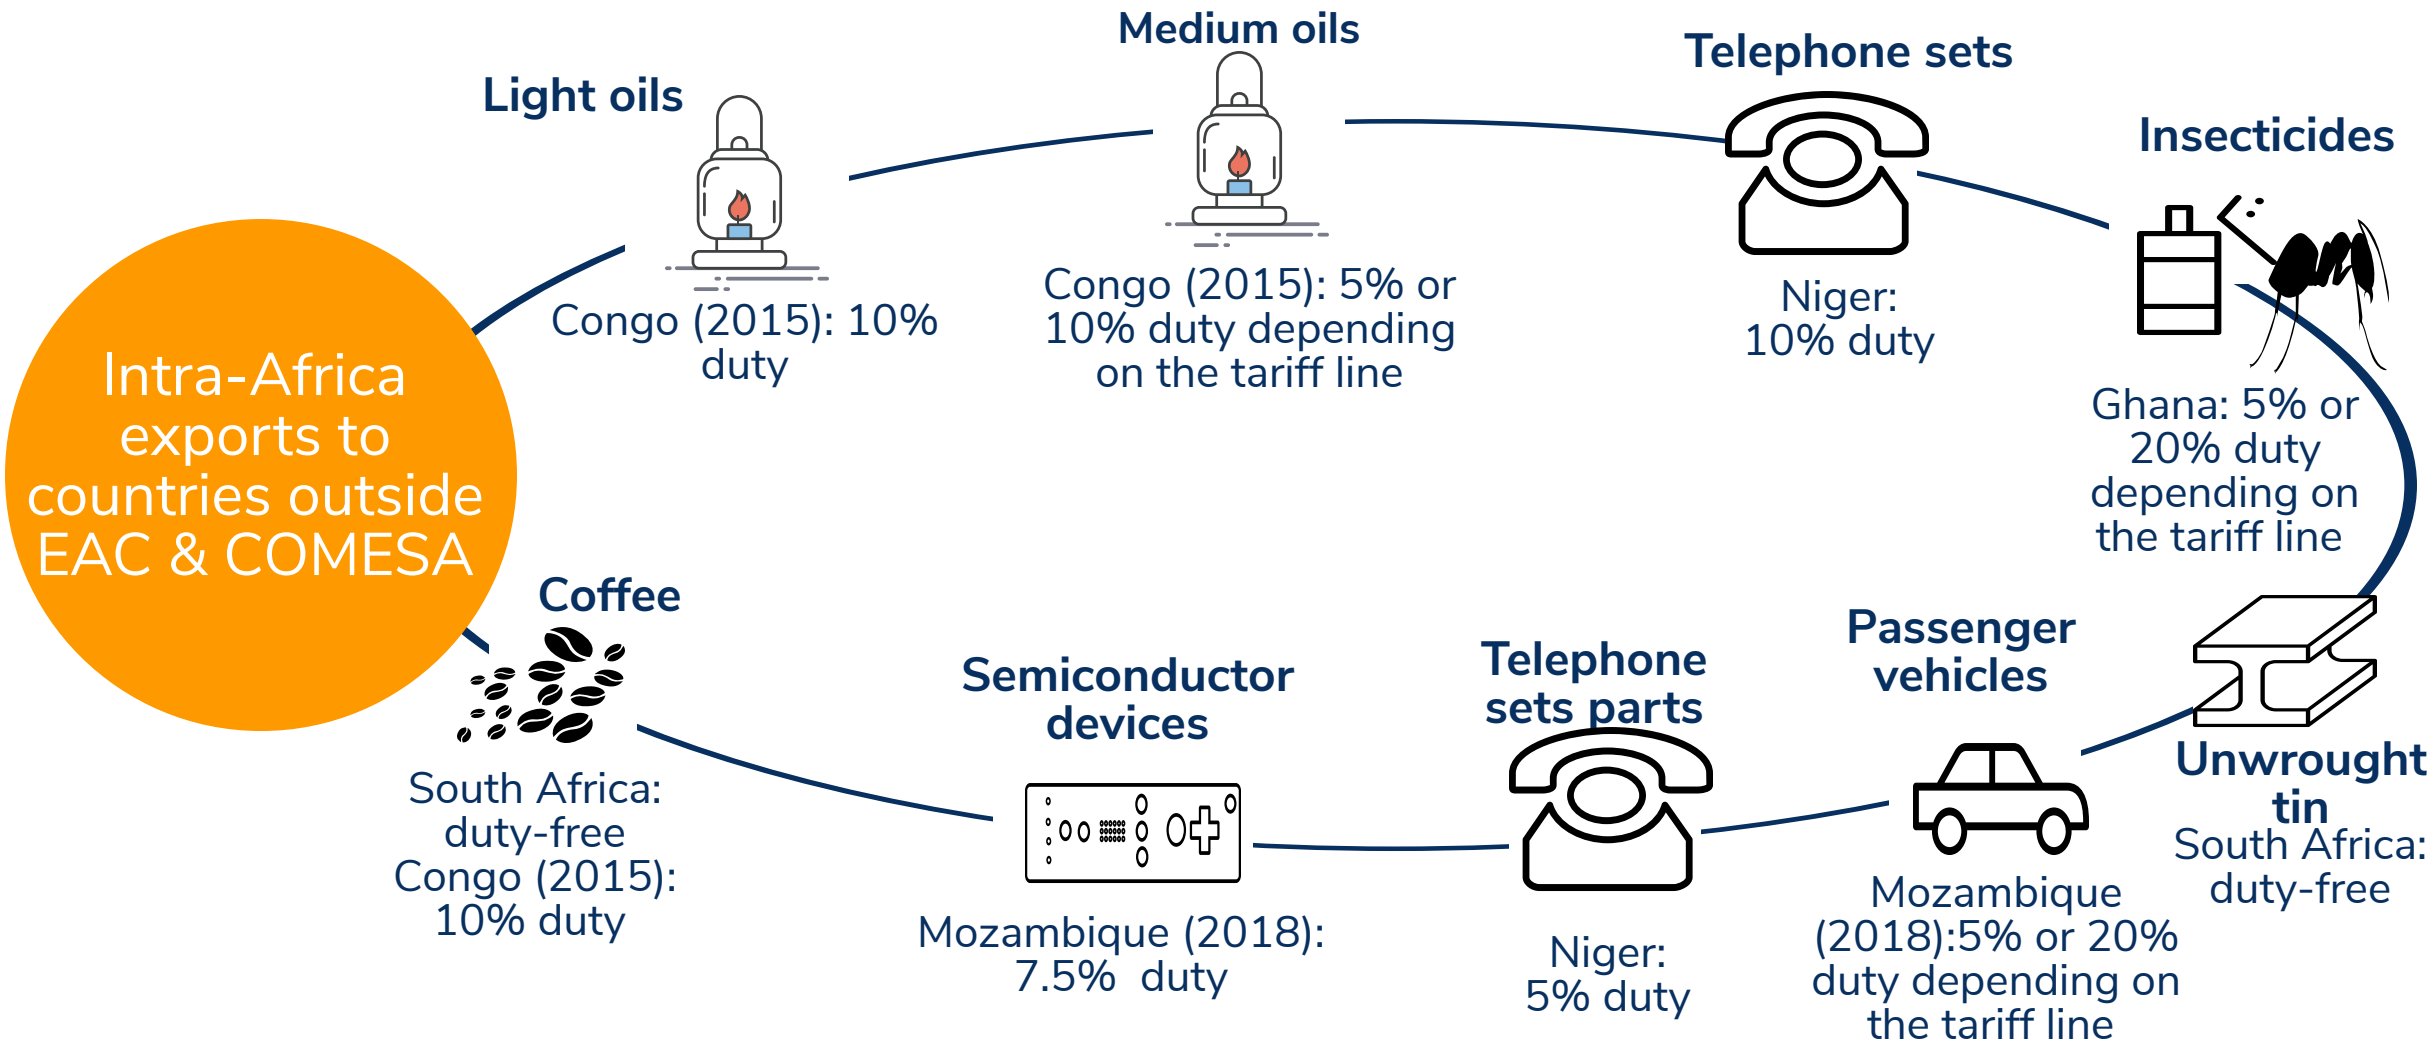 Intra-Africa
exports to
countries outside
EAC & COMESA
Light oils
Congo (2015): 10%
duty
Medium oils
Congo (2015): 5% or
10% duty depending
on the tariff line
Telephone sets
Niger:
10% duty
Insecticides
Ghana: 5% or
20% duty
depending on
the tariff line
Unwrought
tin
South Africa:
duty-free
Passenger
vehicles
Mozambique
(2018):5% or 20%
duty depending on
the tariff line
Telephone
sets parts
Niger:
5% duty
Semiconductor
devices
Mozambique (2018):
7.5%  duty
Coffee
South Africa:
duty-free
Congo (2015):
10% duty